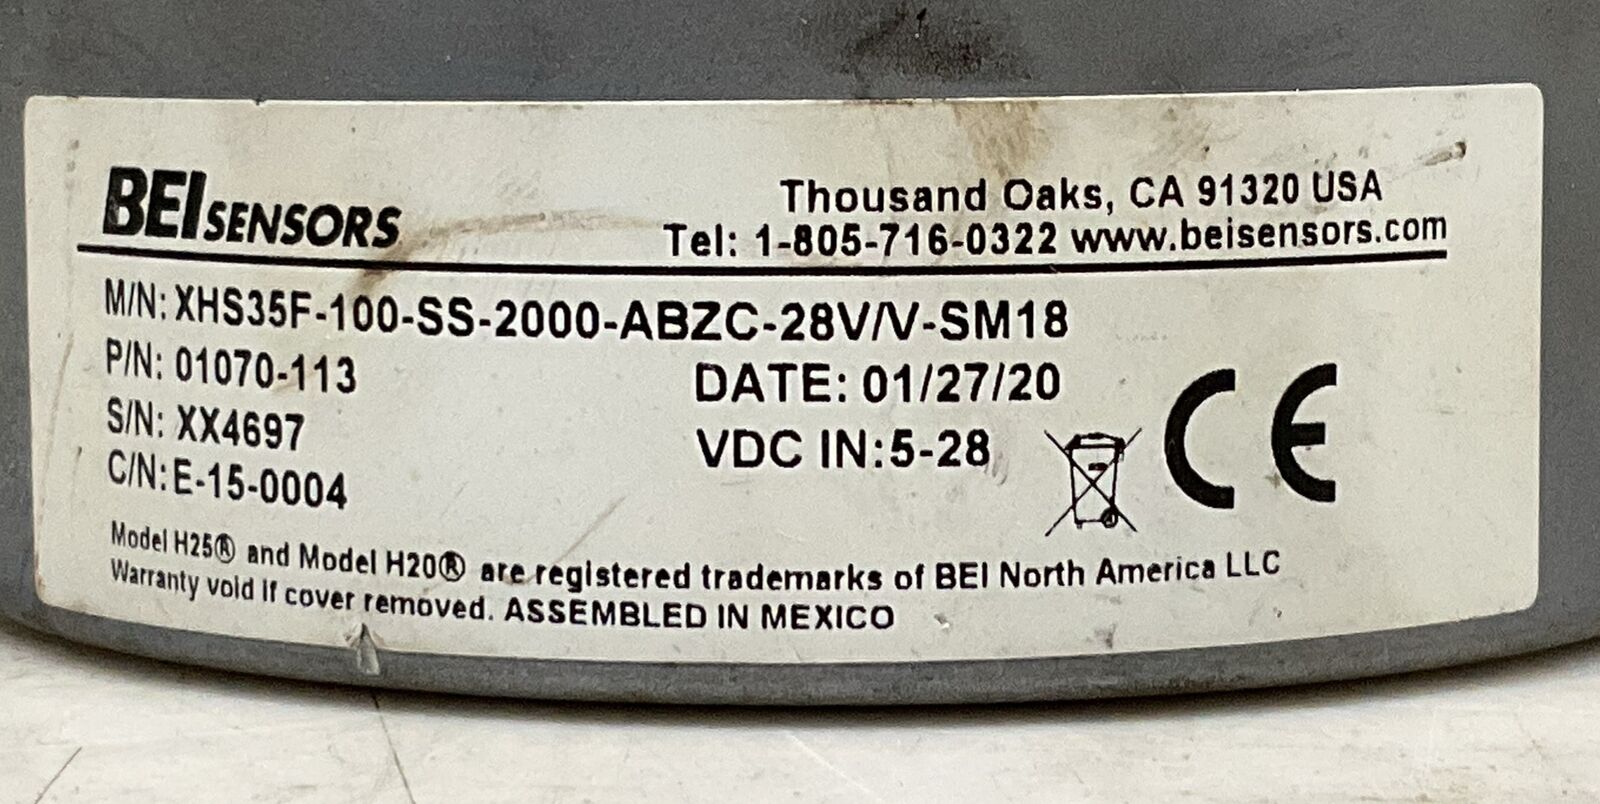 BEI SENSORS
Thousand Oaks, CA 91320 USA
Tel: 1-805-716-0322 www.beisensors.com
M/N: XHS35F-100-SS-2000-ABZC-28V/V-SM18
P/N: 01070-113
DATE: 01/27/20
S/N: XX4697
VDC IN:5-28
C/N: E-15-0004
CE
Model H25® and Model H20® are registered trademarks of BEI North America LLC
Warranty void if cover removed. ASSEMBLED IN MEXICO